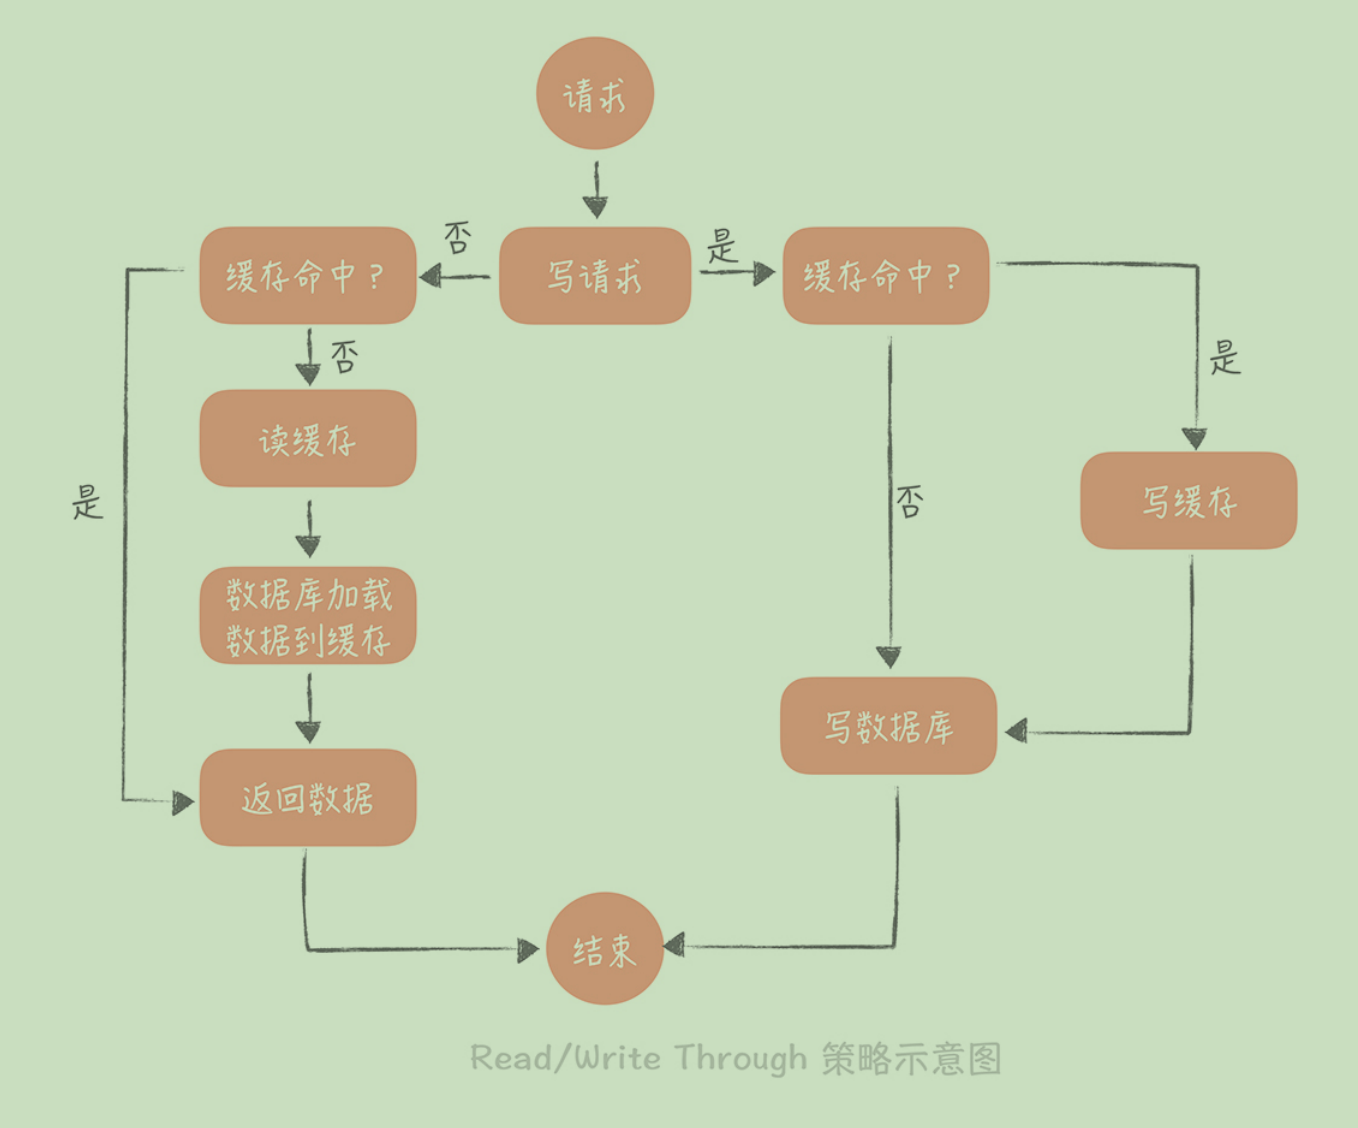 请求
否
是
缓存命中？
写请求
缓存命中？
否
是
读缓存
是
否
写缓存
数据库加载
数据到缓存
写数据库
返回数据
结束
Read/Write Through 策略示意图